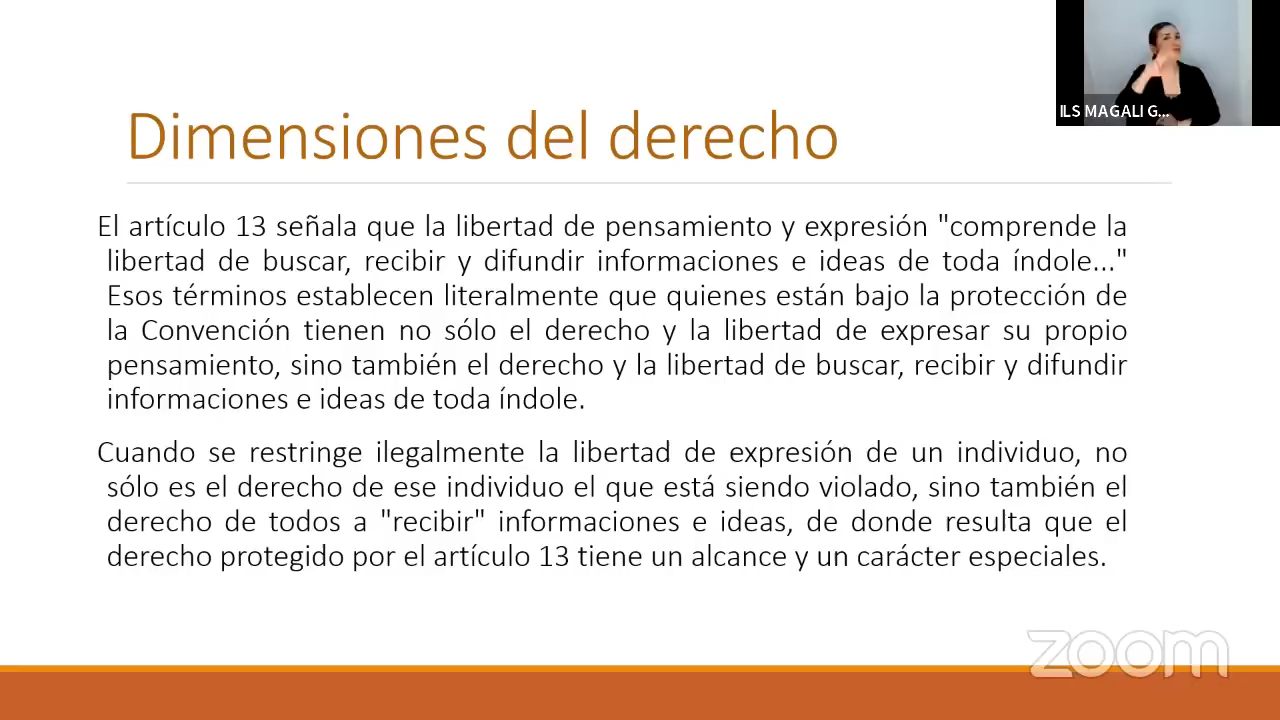 ILS MAGALI G...
Dimensiones del derecho
El artículo 13 señala que la libertad de pensamiento y expresión "comprende la
libertad de buscar, recibir y difundir informaciones e ideas de toda índole..."
Esos términos establecen literalmente que quienes están bajo la protección de
la Convención tienen no sólo el derecho y la libertad de expresar su propio
pensamiento, sino también el derecho y la libertad de buscar, recibir y difundir
informaciones e ideas de toda índole.
Cuando se restringe ilegalmente la libertad de expresión de un individuo, no
sólo es el derecho de ese individuo el que está siendo violado, sino también el
derecho de todos a "recibir" informaciones e ideas, de donde resulta que el
derecho protegido por el artículo 13 tiene un alcance y un carácter especiales.
zoom